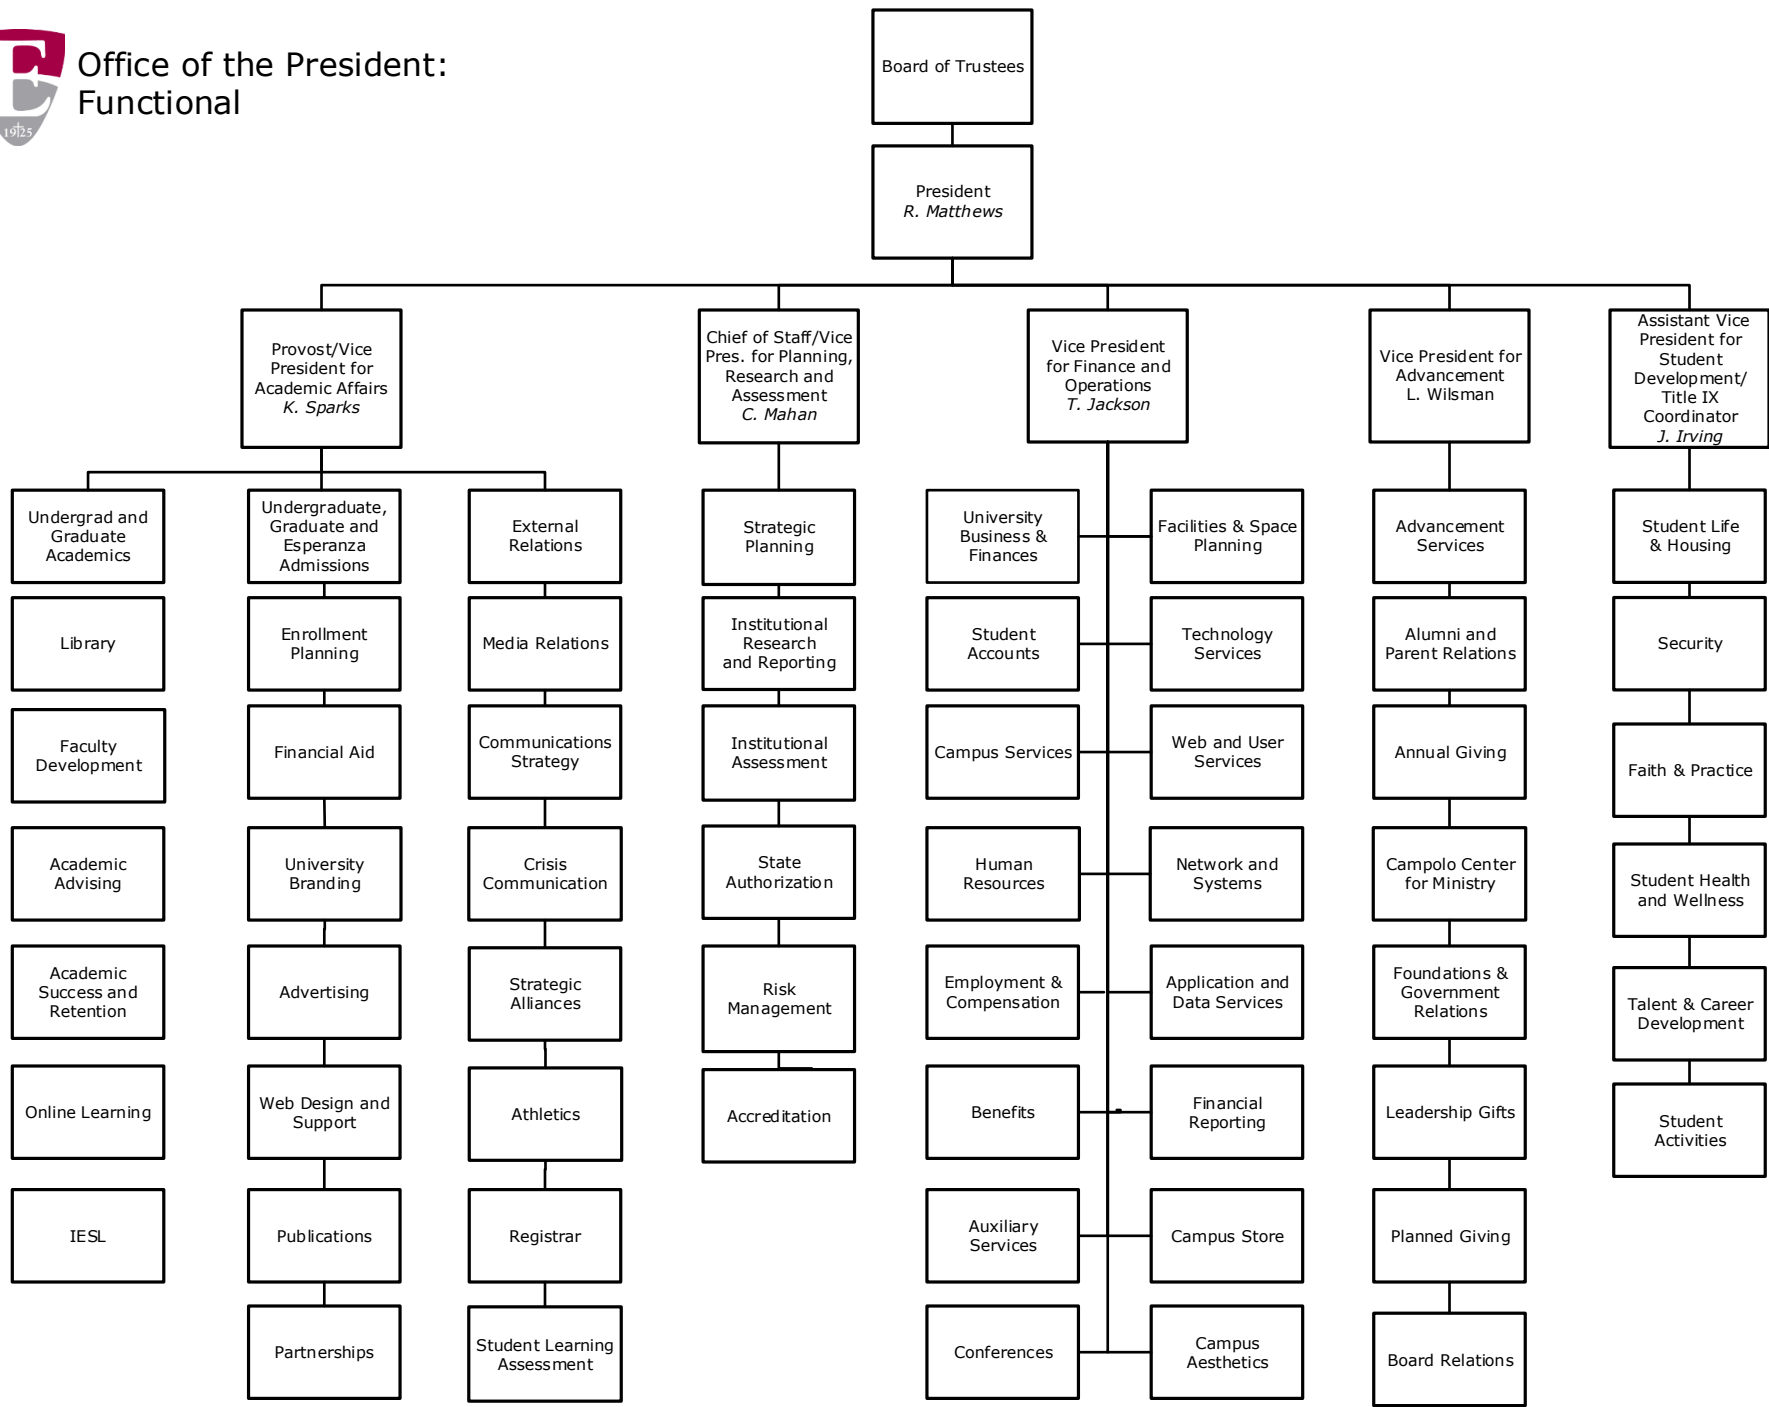 Office of the President:
Functional
E
1925
Board of Trustees
President
R. Matthews
Provost/Vice
President for
Academic Affairs
K. Sparks
Chief of Staff/Vice
Pres. for Planning,
Research and
Assessment
C. Mahan
Vice President
for Finance and
Operations
T. Jackson
Vice President for
Advancement
L. Wilsman
Assistant Vice
President for
Student
Development/
Title IX
Coordinator
J. Irving
Undergrad and
Graduate
Academics
Library
Faculty
Development
Academic
Advising
Academic
Success and
Retention
Online Learning
IESL
Undergraduate,
Graduate and
Esperanza
Admissions
Enrollment
Planning
Financial Aid
University
Branding
Advertising
Web Design and
Support
Publications
Partnerships
External
Relations
Media Relations
Communications
Strategy
Crisis
Communication
Strategic
Alliances
Athletics
Registrar
Student Learning
Assessment
Strategic
Planning
Institutional
Research
and Reporting
Institutional
Assessment
State
Authorization
Risk
Management
Accreditation
University
Business &
Finances
Student
Accounts
Campus Services
Human
Resources
Employment &
Compensation
Benefits
Auxiliary
Services
Conferences
Facilities & Space
Planning
Technology
Services
Web and User
Services
Network and
Systems
Application and
Data Services
Financial
Reporting
Campus Store
Campus
Aesthetics
Advancement
Services
Alumni and
Parent Relations
Annual Giving
Campolo Center
for Ministry
Foundations &
Government
Relations
Leadership Gifts
Planned Giving
Board Relations
Student Life
& Housing
Security
Faith & Practice
Student Health
and Wellness
Talent & Career
Development
Student
Activities